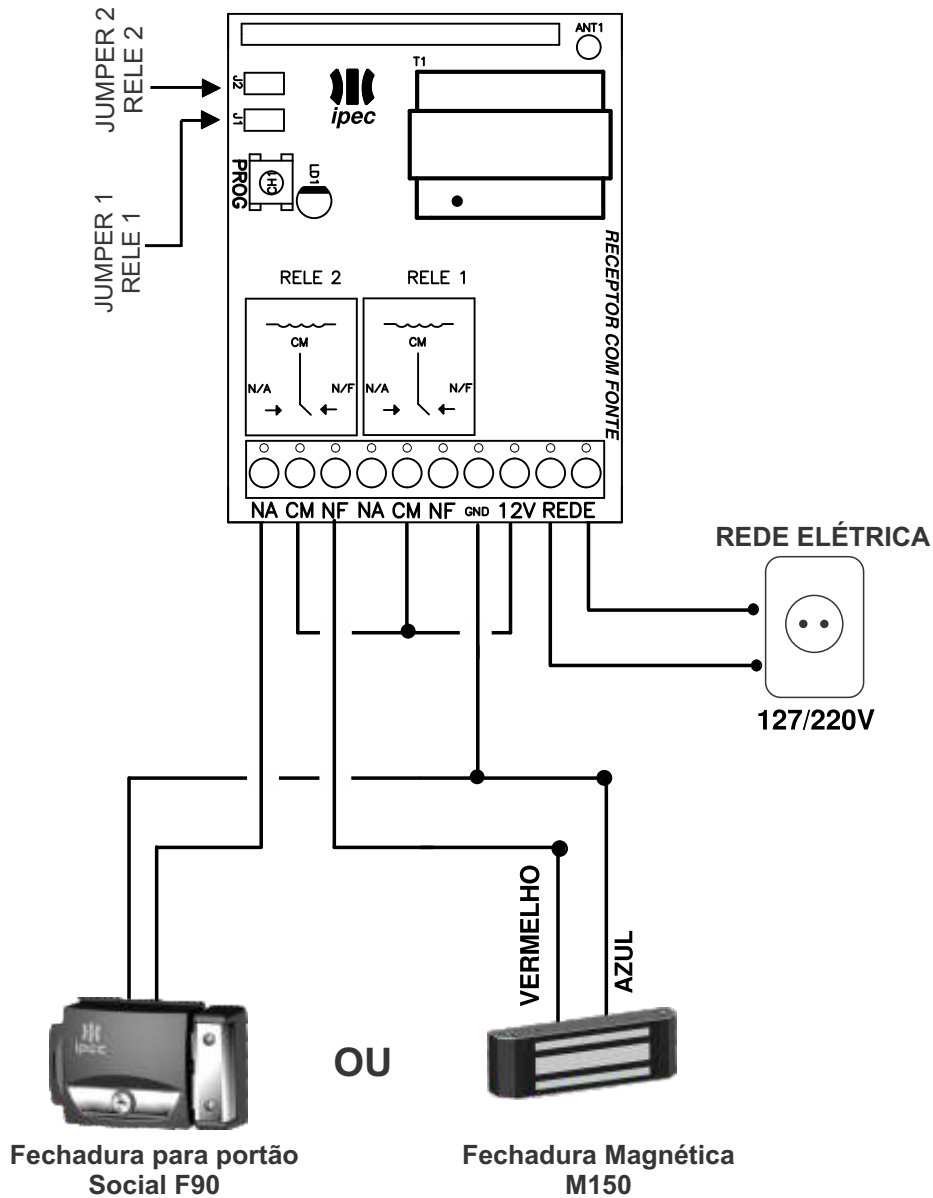 JUMPER 2
RELE 2
JUMPER 1
RELE 1
ANT1
T1
J2
J1
ipec
PROG
CH1
LD1
RECEPTOR COM FONTE
RELE 2
RELE 1
CM
N/A
N/F
CM
N/A
N/F
NA CM NF NA CM NF GND 12V REDE
REDE ELÉTRICA
127/220V
VERMELHO
AZUL
ipec
OU
Fechadura para portão
Social F90
Fechadura Magnética
M150